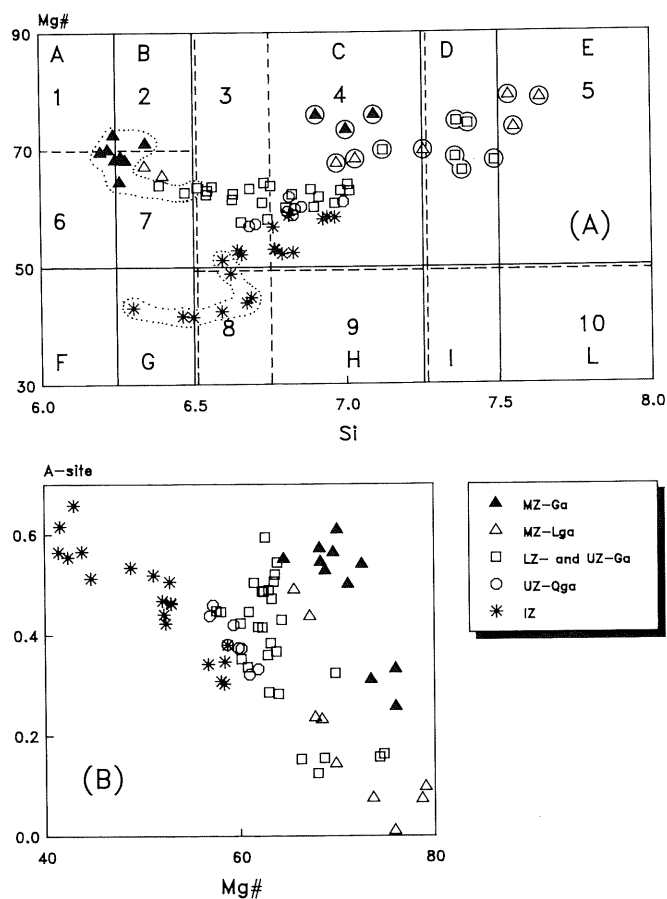 Mg#
90
A B C D E
1 2 3 4 5
70
6 7 (A)
50
8 9 10
F G H I L
30
6.0 6.5 7.0 7.5 8.0
Si
A-site
0.6
0.4
0.2
(B)
0.0
40 60 80
Mg#
MZ-Ga
MZ-Lga
LZ- and UZ-Ga
UZ-Qga
IZ